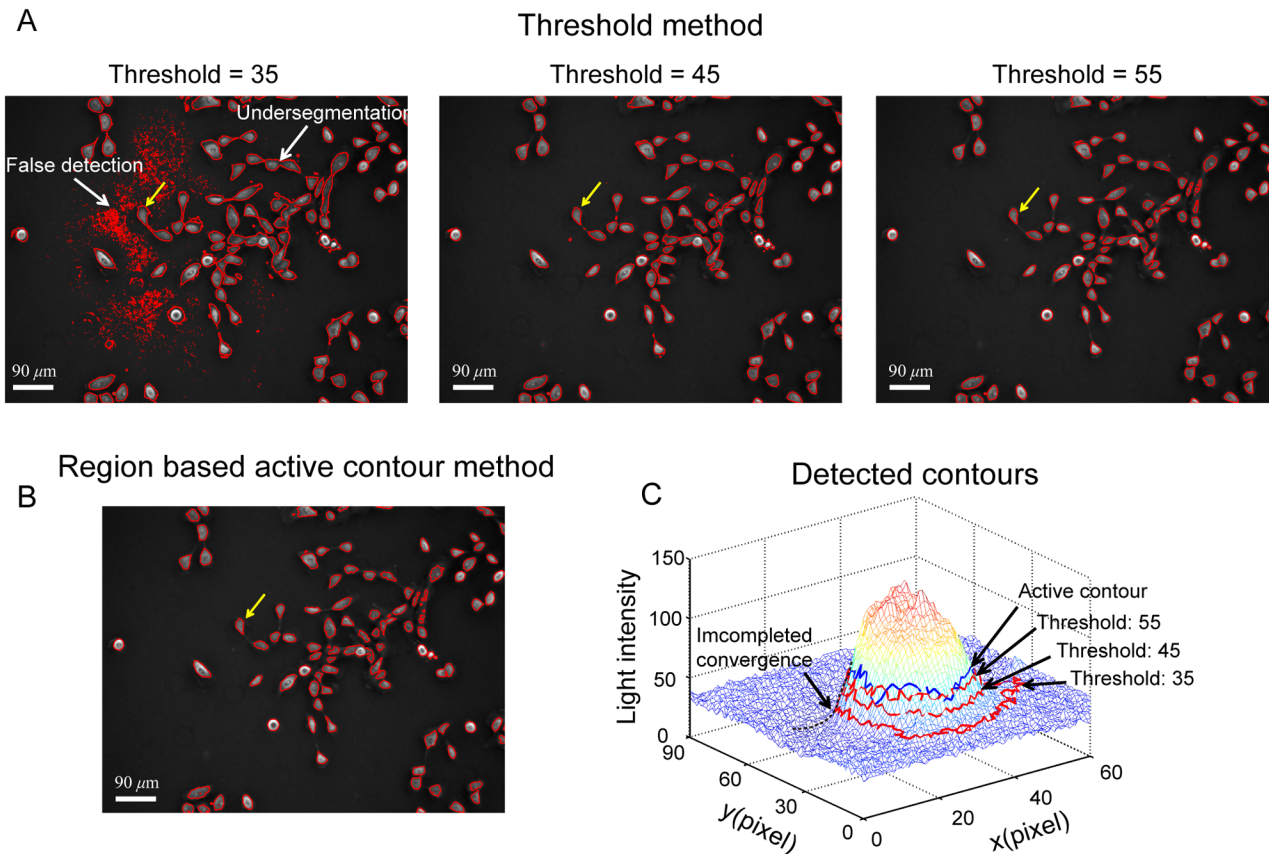 A
Threshold method
Threshold = 35
Threshold = 45
Threshold = 55
Undersegmentation
False detection
90 μm
90 μm
90 μm
Region based active contour method
B
90 μm
C
Detected contours
Light intensity
150
100
50
0
Active contour
Threshold: 55
Threshold: 45
Threshold: 35
Imcompleted
convergence
90
60
30
0
y(pixel)
0
20
40
60
x(pixel)